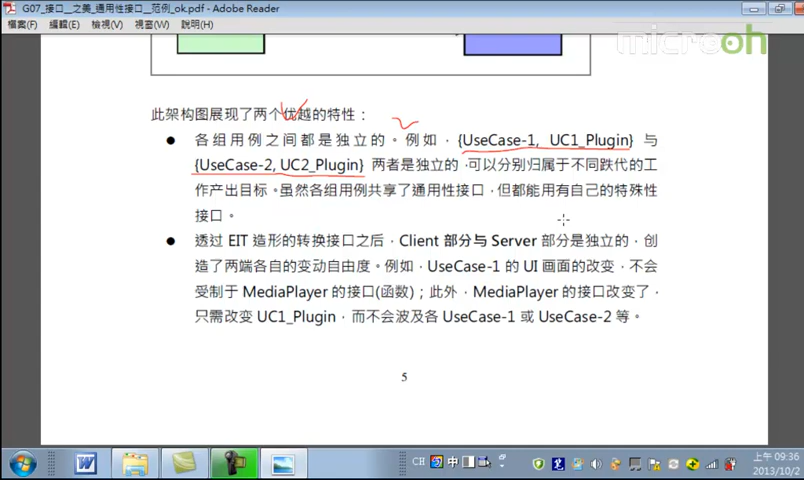 G07_接口__之美_通用性接口__范例_ok.pdf - Adobe Reader
檔案(F) 編輯(E) 檢視(V) 視窗(W) 說明(H)
microoh
此架构图展现了两个优越的特性：
● 各组用例之间都是独立的。例如，{UseCase-1, UC1_Plugin} 与
{UseCase-2, UC2_Plugin} 两者是独立的，可以分别归属于不同跌代的工
作产出目标。虽然各组用例共享了通用性接口，但都能用有自己的特殊性
接口。
● 透过 EIT 造形的转换接口之后，Client 部分与 Server 部分是独立的，创
造了两端各自的变动自由度。例如，UseCase-1 的 UI 画面的改变，不会
受制于 MediaPlayer 的接口(函数)；此外，MediaPlayer 的接口改变了，
只需改变 UC1_Plugin，而不会波及各 UseCase-1 或 UseCase-2 等。
5
CH 中
上午 09:36
2013/10/2